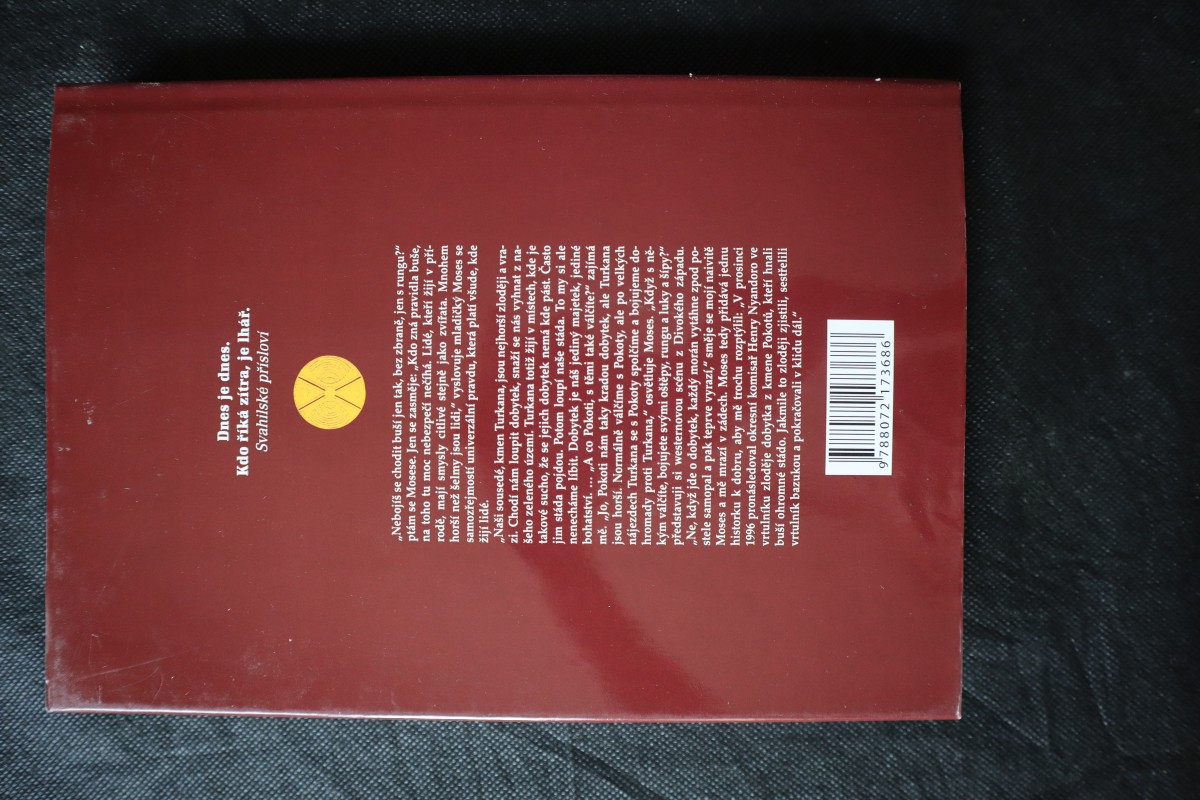 Dnes je dnes.
Kdo říká zítra, je lhář.
Svahilské přísloví
„Nebojíš se chodit buší jen tak, bez zbraně, jen s rungu?“
ptám se Mosese. Jen se zasměje: „Kdo zná pravidla buše,
na toho tu moc nebezpečí nečíhá. Lidé, kteří žijí v pří-
rodě, mají smysly citlivé stejně jako zvířata. Mnohem
horší než šelmy jsou lidi,“ vyslovuje mladičký Moses se
samozřejmostí univerzální pravdu, která platí všude, kde
žijí lidé.
„Naši sousedé, kmen Turkana, jsou nejhorší zloději a vra-
zi. Chodí nám loupit dobytek, snaží se nás vyhnat z na-
šeho zeleného území. Turkana totiž žijí v místech, kde je
takové sucho, že se jejich dobytek nemá kde pást. Často
jim stáda pojdou. Potom loupí naše stáda. To my si ale
nenecháme líbit. Dobytek je náš jediný majetek, jediné
bohatství. … „A co Pokoti, s těmi také válčíte?“ zajímá
mě. „Jo, Pokoti nám taky kradou dobytek, ale Turkana
jsou horší. Normálně válčíme s Pokoty, ale po velkých
nájezdech Turkana se s Pokoty spolčíme a bojujeme do-
hromady proti Turkana,“ osvětluje Moses. „Když s ně-
kým válčíte, bojujete svými oštěpy, rungu a luky a šípy?“
představuji si westernovou scénu z Divokého západu.
„Ne, když jde o dobytek, každý morán vytáhne zpod po-
stele samopal a pak teprve vyrazí,“ směje se mojí naivitě
Moses a mě mrazí v zádech. Moses tedy přidává jednu
historku k dobru, aby mě trochu rozptýlil: „V prosinci
1996 pronásledoval okresní komisař Henry Nyandoro ve
vrtulníku zloděje dobytka z kmene Pokotů, kteří hnali
buší ohromné stádo. Jakmile to zloději zjistili, sestřelili
vrtulník bazukou a pokračovali v klidu dál.“
9788072173686